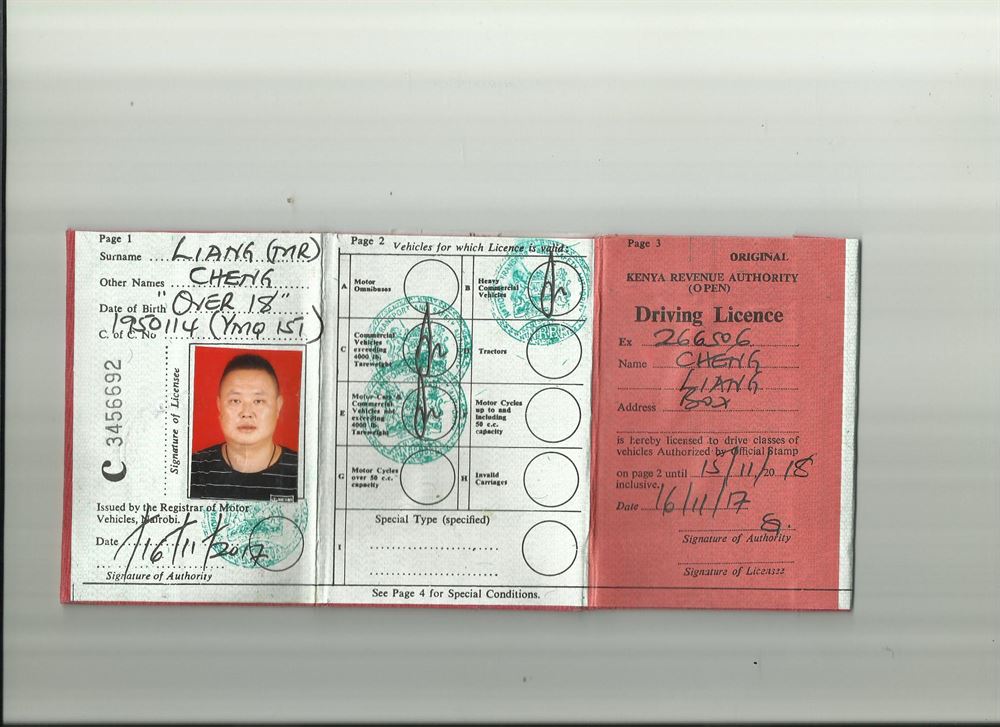 Page 1
Surname LIANG (MR)
Other Names CHENG
Date of Birth "OVER 18"
C. of C. No 1950114 (YMQ 151)
C 3456692
Signature of Licensee
Issued by the Registrar of Motor
Vehicles, Nairobi.
Date 16/11/2017
Signature of Authority
Page 2
Vehicles for which Licence is valid:
A Motor
Omnibuses
B Heavy
Commercial
Vehicles
C Commercial
Vehicles
exceeding
4000 lb.
Tareweight
D Tractors
E Motor Cars &
Commercial
Vehicles not
exceeding
4000 lb.
Tareweight
F Motor Cycles
up to and
including
50 c.c.
capacity
G Motor Cycles
over 50 c.c.
capacity
H Invalid
Carriages
Special Type (specified)
I
See Page 4 for Special Conditions.
Page 3
ORIGINAL
KENYA REVENUE AUTHORITY
(OPEN)
Driving Licence
Ex 266506
Name CHENG
LIANG
Address BOX
is hereby licensed to drive classes of
vehicles Authorized by Official Stamp
on page 2 until 15/11/20 18
inclusive.
Date 16/11/17
Signature of Authority
Signature of Licensee